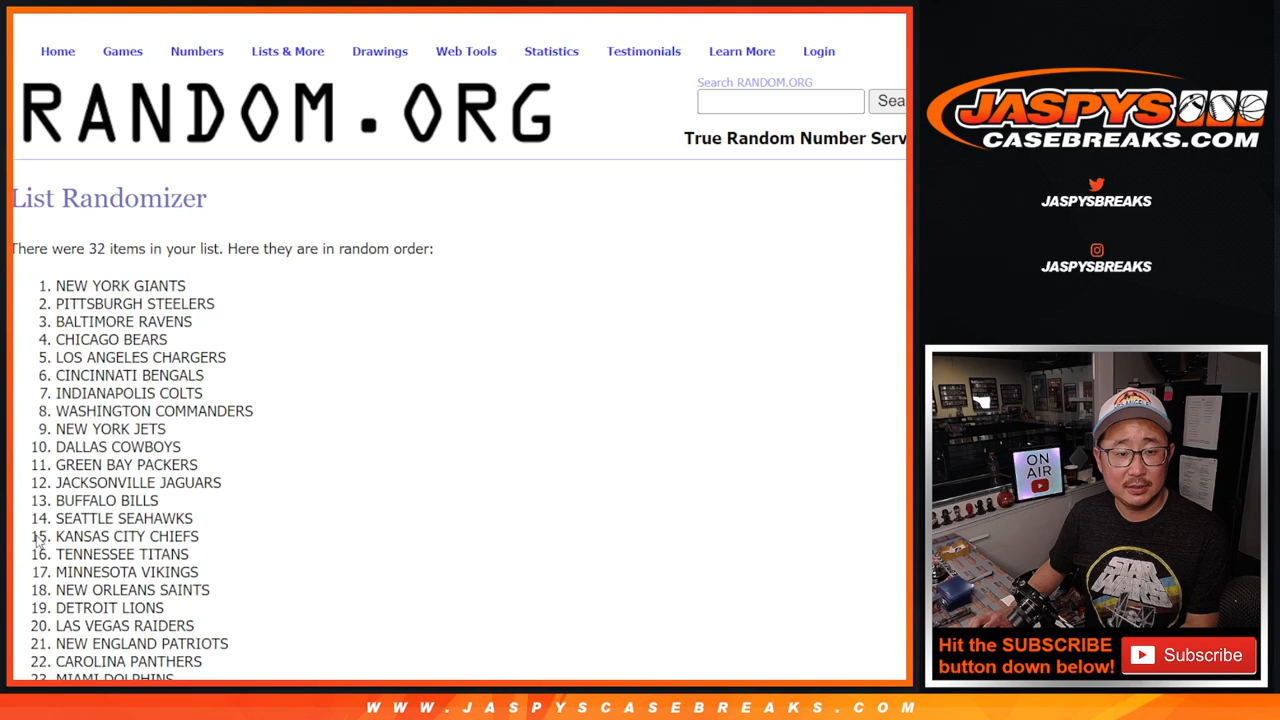 Home Games Numbers Lists & More Drawings Web Tools Statistics Testimonials Learn More Login
RANDOM.ORG
Search RANDOM.ORG
Sea
True Random Number Serv
List Randomizer
There were 32 items in your list. Here they are in random order:
1. NEW YORK GIANTS
2. PITTSBURGH STEELERS
3. BALTIMORE RAVENS
4. CHICAGO BEARS
5. LOS ANGELES CHARGERS
6. CINCINNATI BENGALS
7. INDIANAPOLIS COLTS
8. WASHINGTON COMMANDERS
9. NEW YORK JETS
10. DALLAS COWBOYS
11. GREEN BAY PACKERS
12. JACKSONVILLE JAGUARS
13. BUFFALO BILLS
14. SEATTLE SEAHAWKS
15. KANSAS CITY CHIEFS
16. TENNESSEE TITANS
17. MINNESOTA VIKINGS
18. NEW ORLEANS SAINTS
19. DETROIT LIONS
20. LAS VEGAS RAIDERS
21. NEW ENGLAND PATRIOTS
22. CAROLINA PANTHERS
23. MIAMI DOLPHINS
JASPYS
CASEBREAKS.COM
JASPYSBREAKS
JASPYSBREAKS
ON
AIR
STAR
WARS
Hit the SUBSCRIBE
button down below!
Subscribe
WWW.JASPYSCASEBREAKS.COM